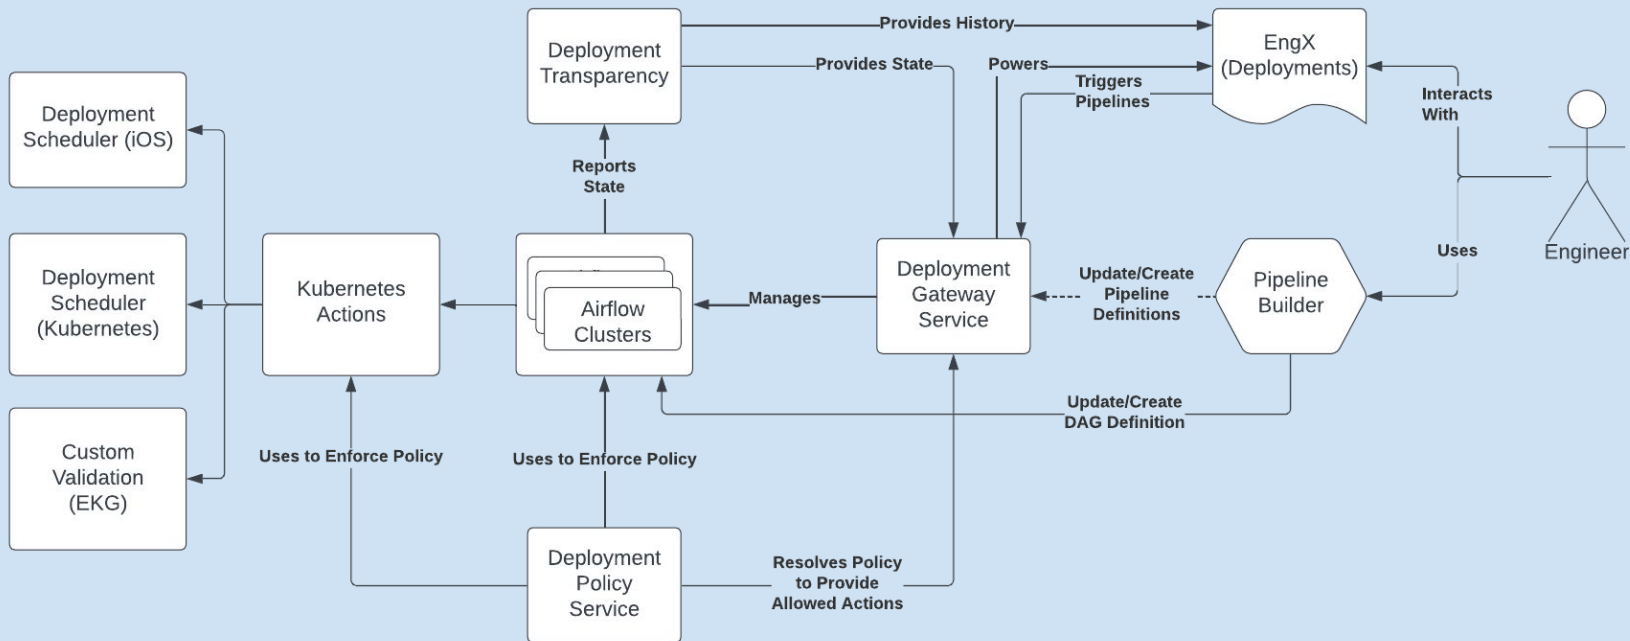 Provides History
Deployment
Transparency
EngX
(Deployments)
Provides State
Powers
Triggers
Pipelines
Interacts
With
Deployment
Scheduler (iOS)
Reports
State
Engineer
Deployment
Scheduler
(Kubernetes)
Kubernetes
Actions
Airflow
Clusters
Manages
Deployment
Gateway
Service
Update/Create
Pipeline
Definitions
Pipeline
Builder
Uses
Update/Create
DAG Definition
Custom
Validation
(EKG)
Uses to Enforce Policy
Uses to Enforce Policy
Deployment
Policy
Service
Resolves Policy
to Provide
Allowed Actions